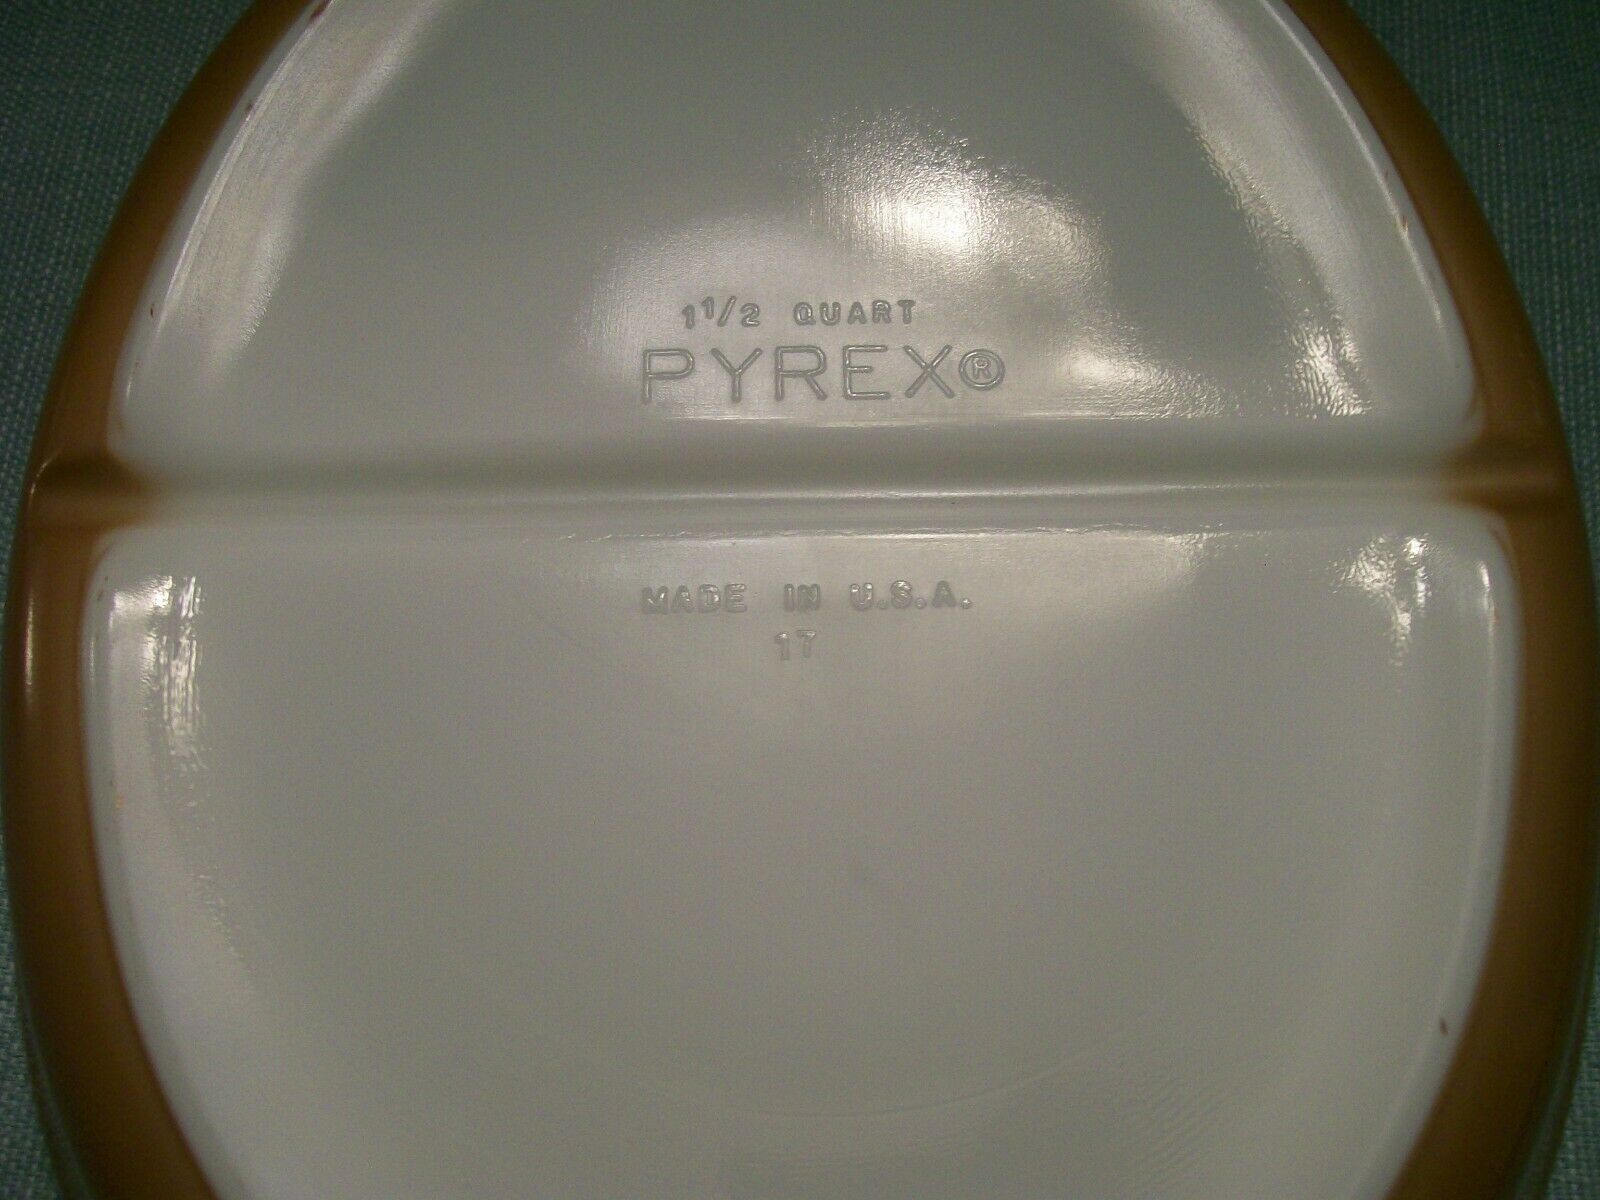 1 1/2 QUART
PYREX®
MADE IN U.S.A.
17